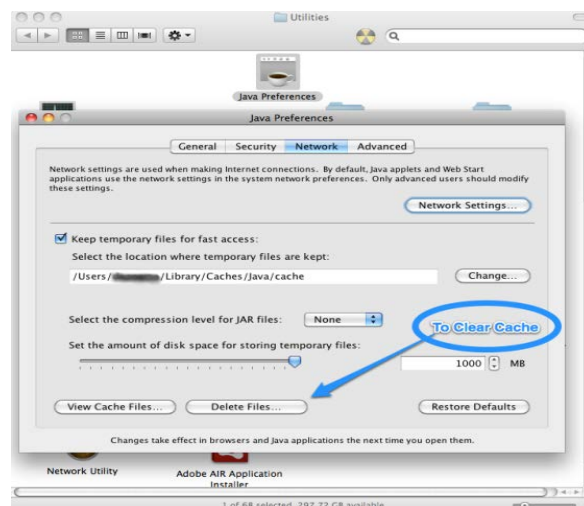 Utilities
Java Preferences
Java Preferences
General Security Network Advanced
Network settings are used when making Internet connections. By default, Java applets and Web Start
applications use the network settings in the system network preferences. Only advanced users should modify
these settings.
Network Settings...
Keep temporary files for fast access:
Select the location where temporary files are kept:
/Users/ /Library/Caches/Java/cache
Change...
Select the compression level for JAR files: None
To Clear Cache
Set the amount of disk space for storing temporary files:
1000 MB
View Cache Files... Delete Files... Restore Defaults
Changes take effect in browsers and Java applications the next time you open them.
Network Utility
Adobe AIR Application
Installer
1 of 68 selected, 297.72 GB available